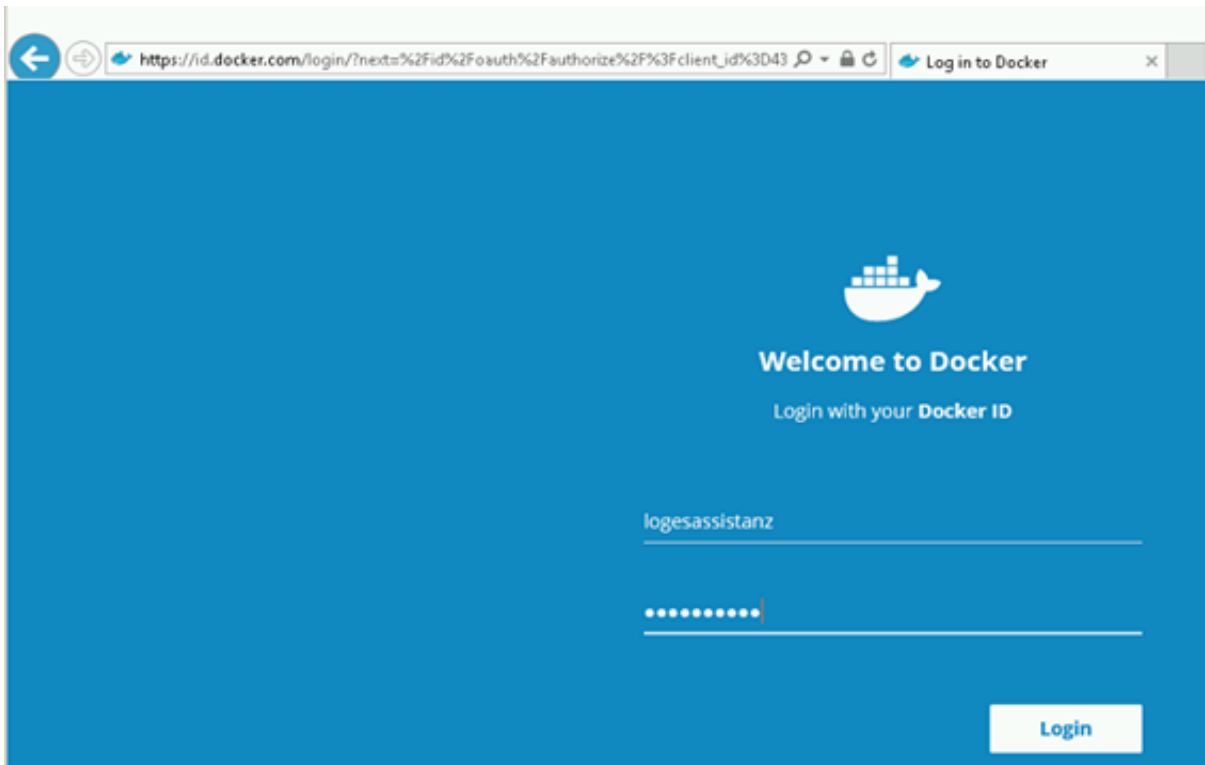 https://id.docker.com/login/?next=%2Fid%2Foauth%2Fauthorize%2F%3Fclient_id%3D43
Log in to Docker
Welcome to Docker
Login with your Docker ID
logesassistanz
••••••••••
Login